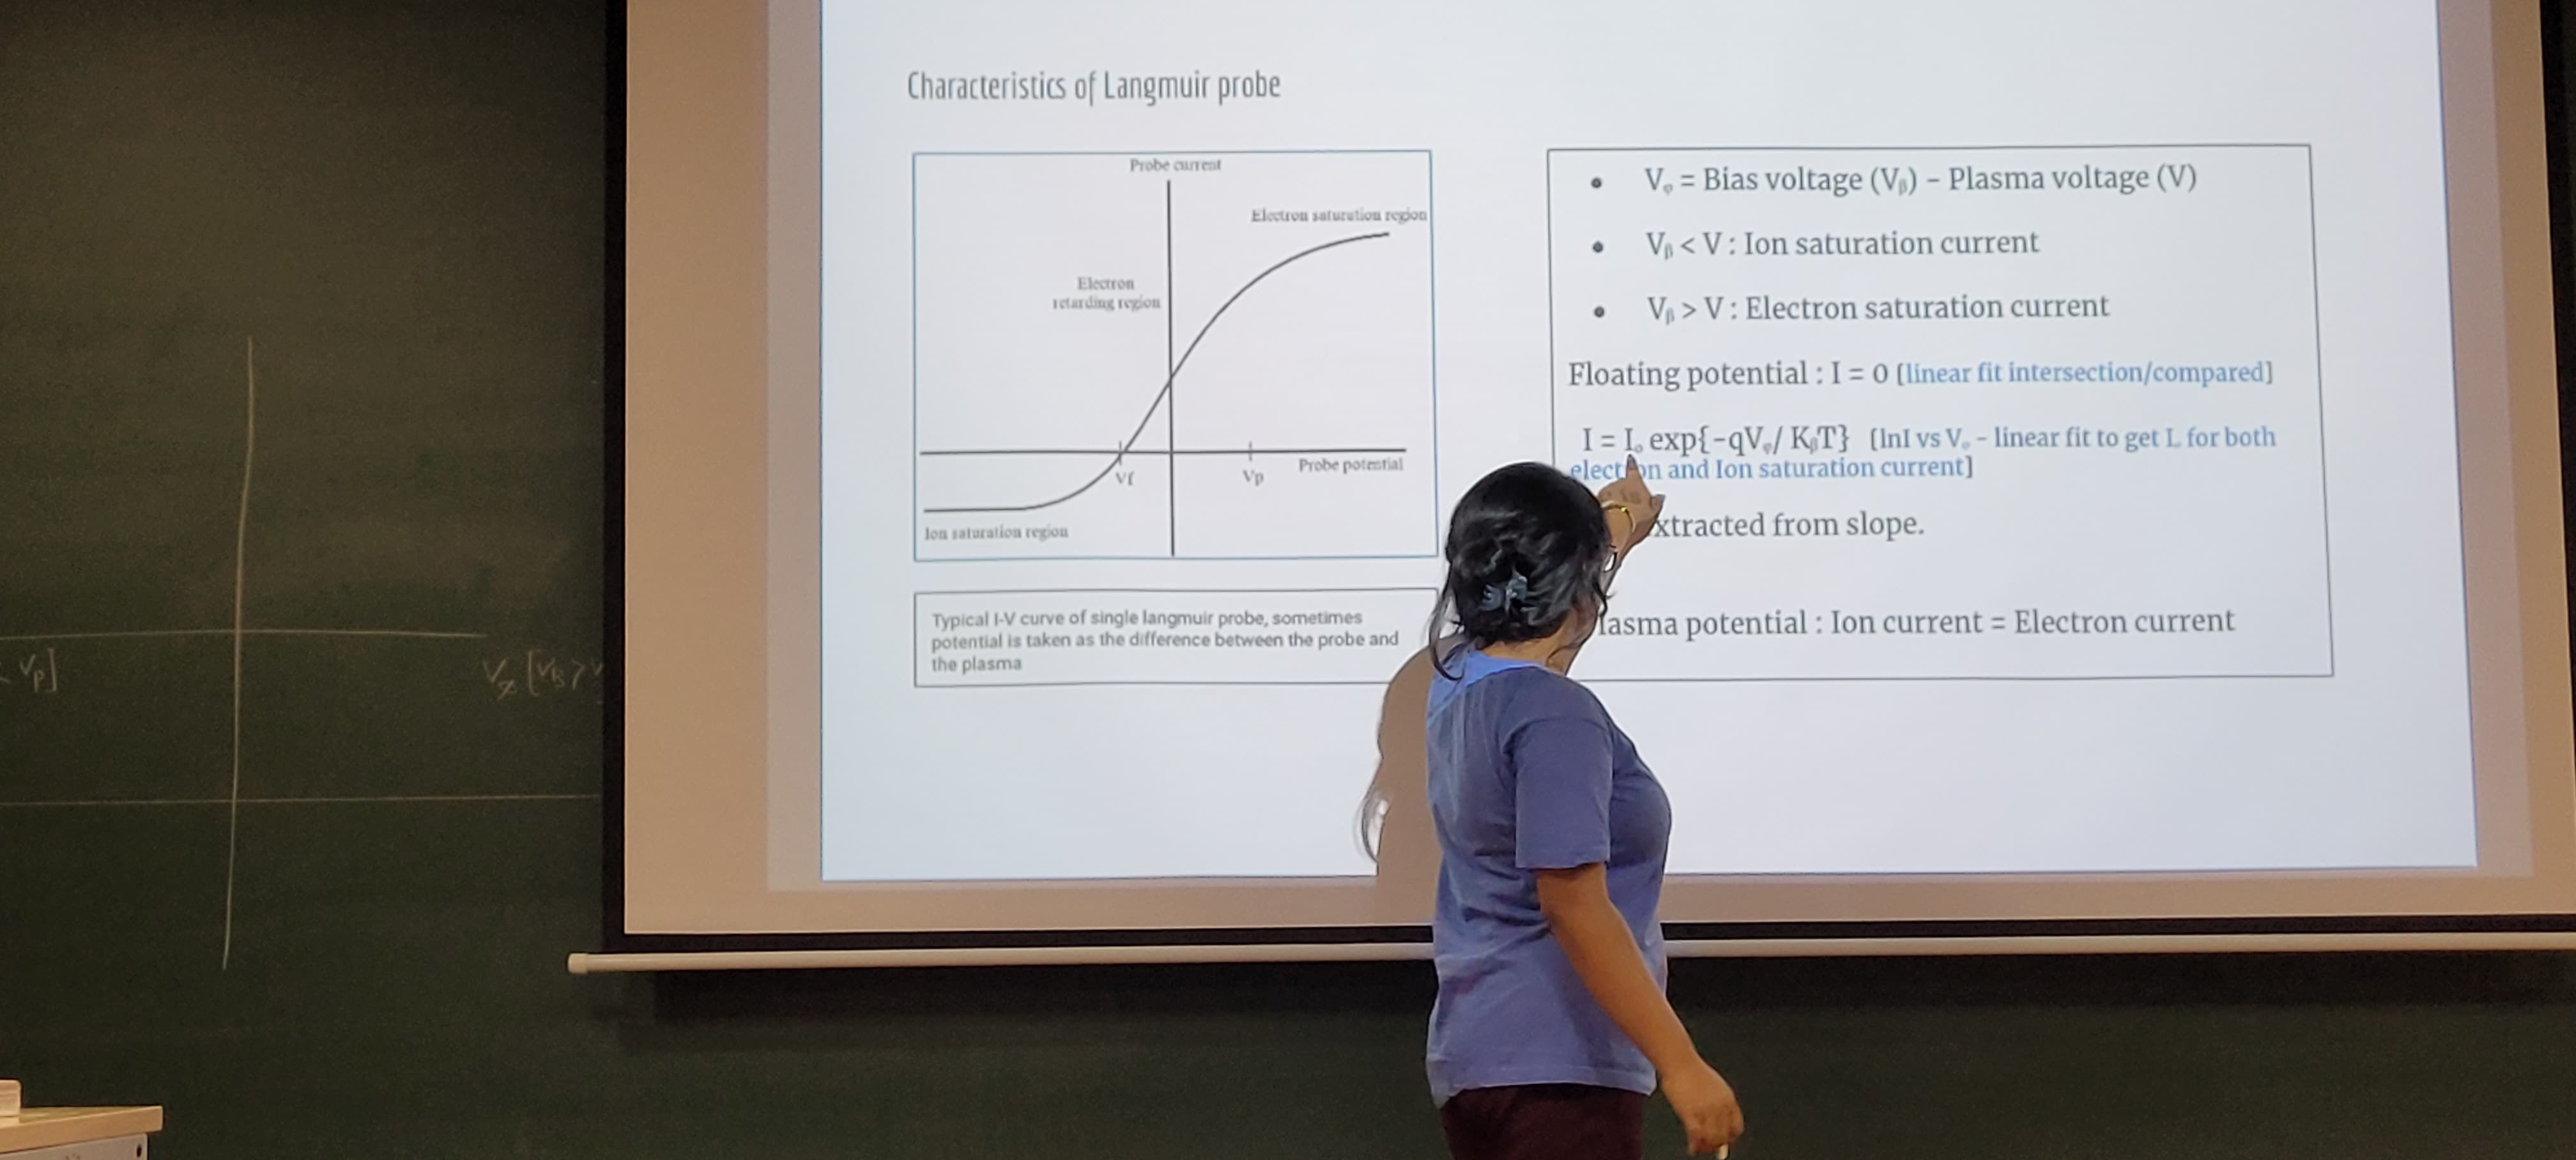 Characteristics of Langmuir probe
Probe current
Electron saturation region
Electron
retarding region
Vf
Vp
Probe potential
Ion saturation region
Typical I-V curve of single langmuir probe, sometimes
potential is taken as the difference between the probe and
the plasma
• Vᵩ = Bias voltage (Vᵦ) - Plasma voltage (V)
• Vᵦ < V : Ion saturation current
• Vᵦ > V : Electron saturation current
Floating potential : I = 0 [linear fit intersection/compared]
I = I₀ exp{-qVᵩ/ KᵦT} [lnI vs Vᵩ - linear fit to get I₀ for both
electron and Ion saturation current]
xtracted from slope.
lasma potential : Ion current = Electron current
Vp]
[VB > V